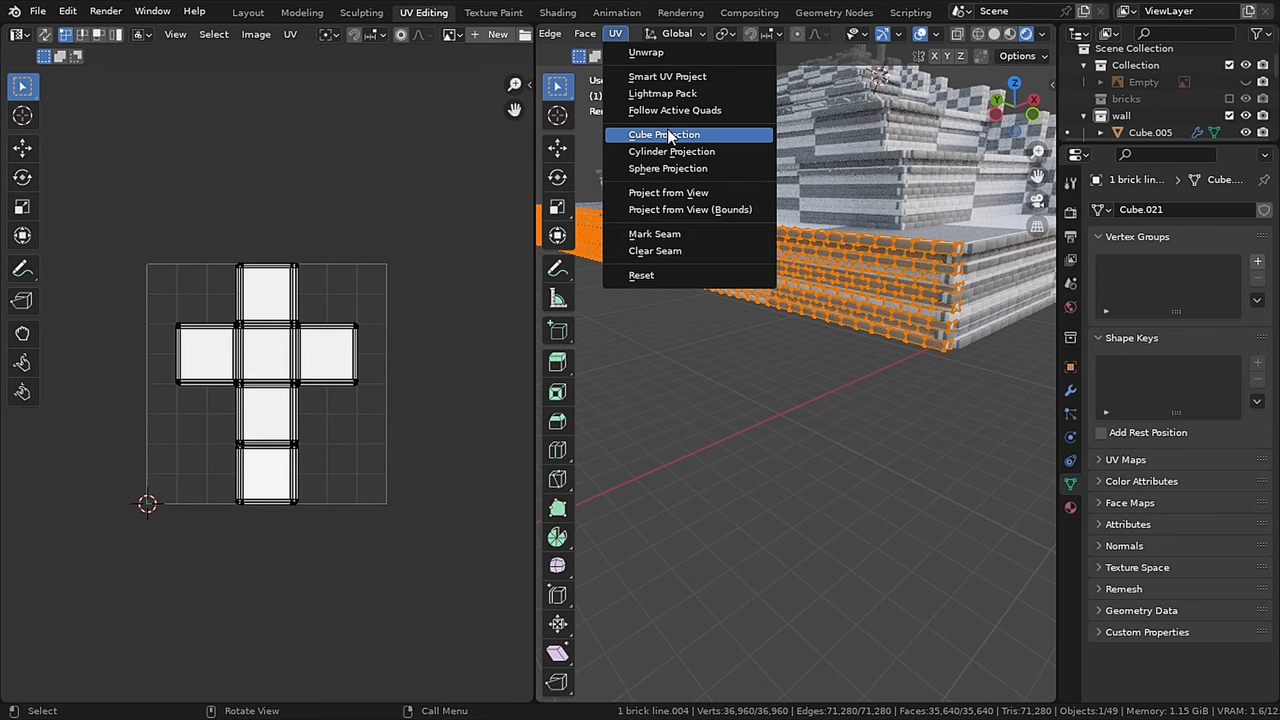 File Edit Render Window Help Layout Modeling Sculpting UV Editing Texture Paint Shading Animation Rendering Compositing Geometry Nodes Scripting Scene ViewLayer
View Select Image UV New Edge Face UV Global
X Y Z Options
Unwrap
Smart UV Project
Lightmap Pack
Follow Active Quads
Cube Projection
Cylinder Projection
Sphere Projection
Project from View
Project from View (Bounds)
Mark Seam
Clear Seam
Reset
Use
(1)
Re
Z
Y
X
Scene Collection
Collection
Empty
bricks
wall
Cube.005
1 brick lin... Cube....
Cube.021
Vertex Groups
Shape Keys
Add Rest Position
UV Maps
Color Attributes
Face Maps
Attributes
Normals
Texture Space
Remesh
Geometry Data
Custom Properties
Select Rotate View Call Menu 1 brick line.004 | Verts:36,960/36,960 | Edges:71,280/71,280 | Faces:35,640/35,640 | Tris:71,280 | Objects:1/49 | Memory: 1.15 GiB | VRAM: 1.6/12